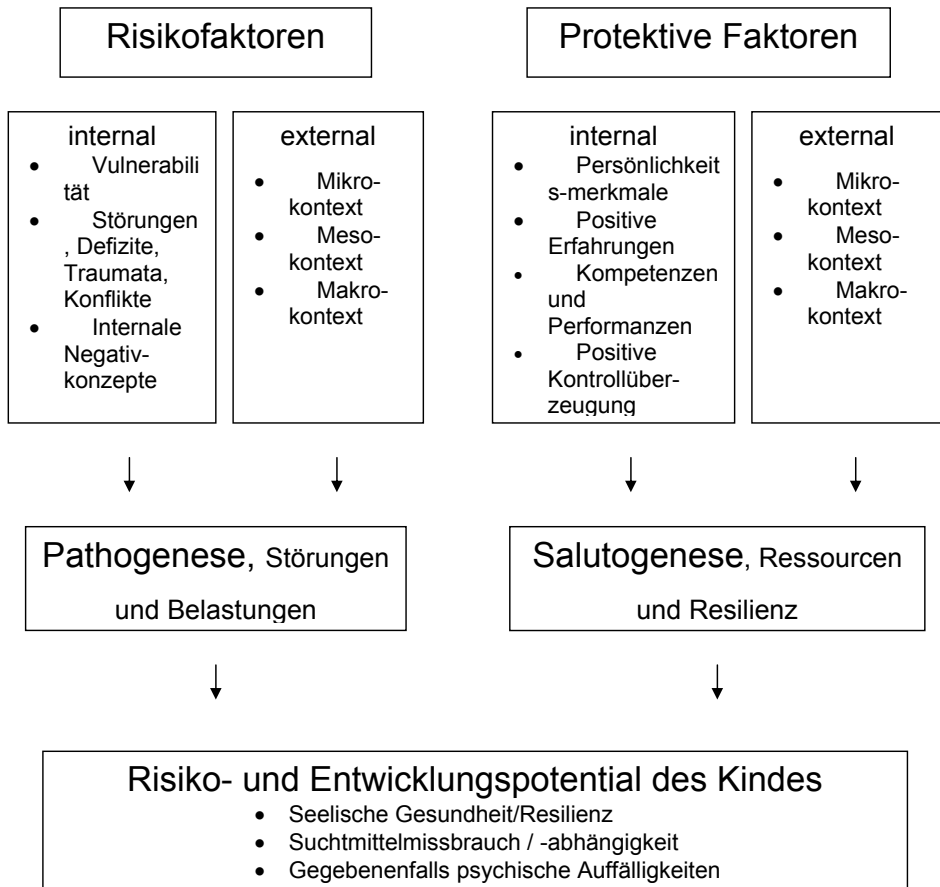 Risikofaktoren
Protektive Faktoren
internal
• Vulnerabili
tät
• Störungen
, Defizite,
Traumata,
Konflikte
• Internale
Negativ-
konzepte
external
• Mikro-
kontext
• Meso-
kontext
• Makro-
kontext
internal
• Persönlichkeit
s-merkmale
• Positive
Erfahrungen
• Kompetenzen
und
Performanzen
• Positive
Kontrollüber-
zeugung
external
• Mikro-
kontext
• Meso-
kontext
• Makro-
kontext
Pathogenese, Störungen
und Belastungen
Salutogenese, Ressourcen
und Resilienz
Risiko- und Entwicklungspotential des Kindes
• Seelische Gesundheit/Resilienz
• Suchtmittelmissbrauch / -abhängigkeit
• Gegebenenfalls psychische Auffälligkeiten